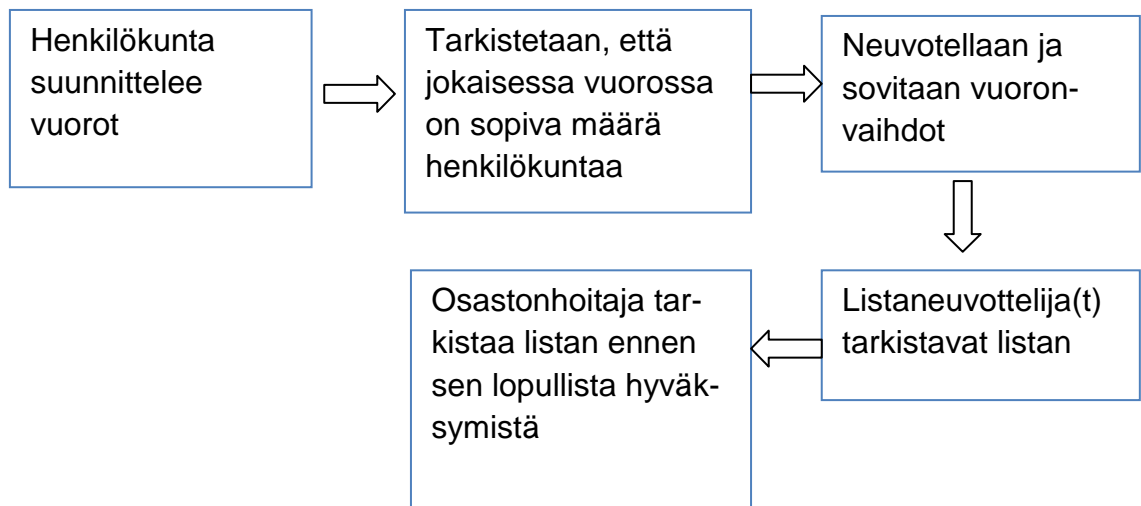 Henkilökunta
suunnittelee
vuorot
Tarkistetaan, että
jokaisessa vuorossa
on sopiva määrä
henkilökuntaa
Neuvotellaan ja
sovitaan vuoron-
vaihdot
Listaneuvottelija(t)
tarkistavat listan
Osastonhoitaja tar-
kistaa listan ennen
sen lopullista hyväk-
symistä